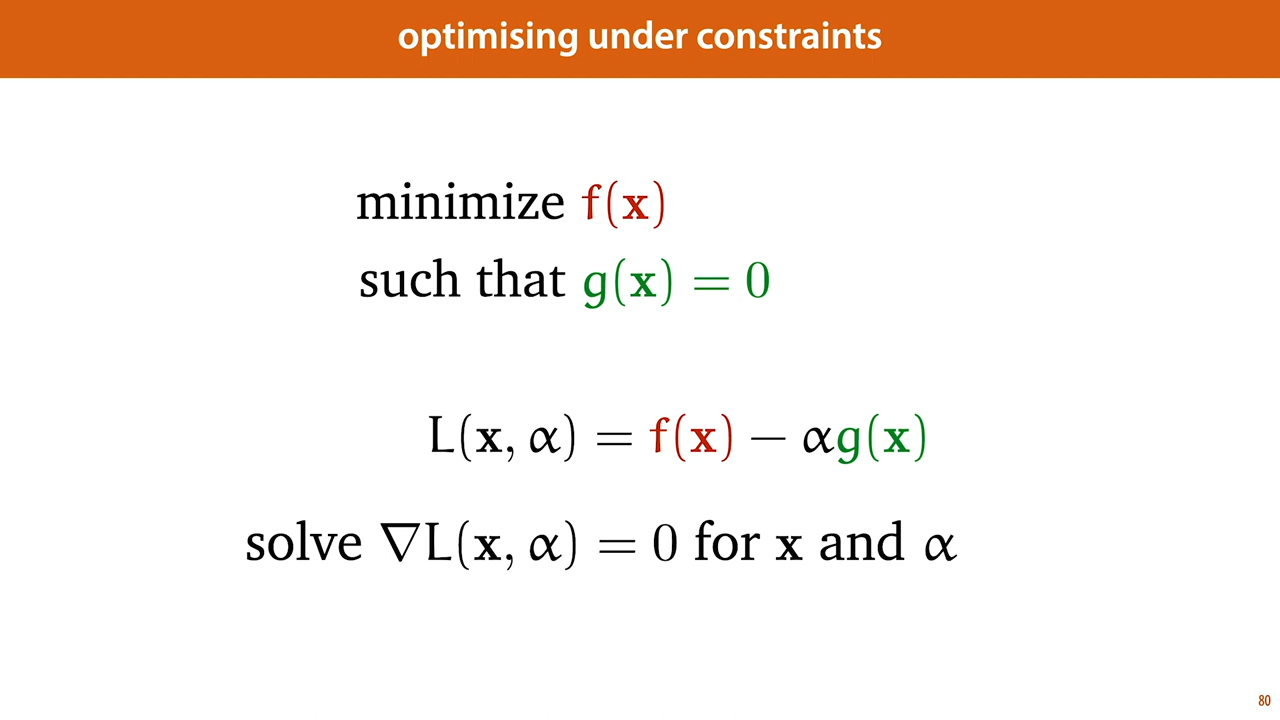 optimising under constraints
minimize f(x)
such that g(x) = 0
L(x, α) = f(x) − αg(x)
solve ∇L(x, α) = 0 for x and α
80